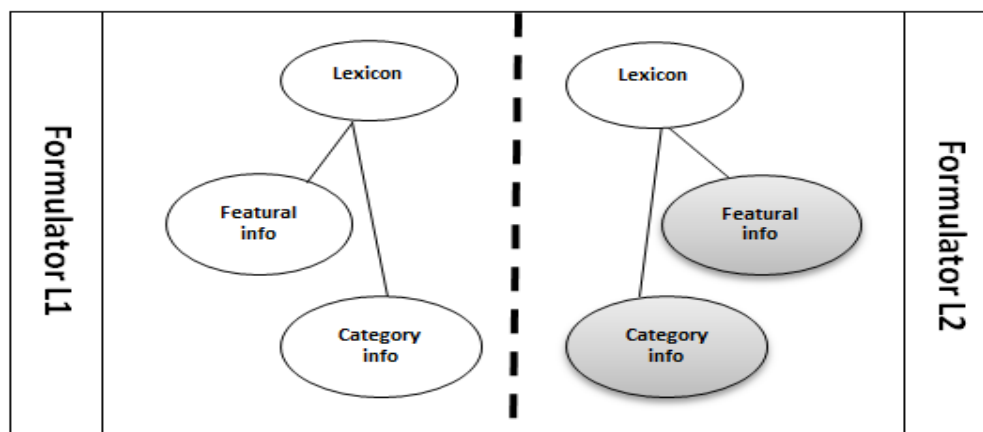 Formulator L1
Lexicon
Featural
info
Category
info
Lexicon
Featural
info
Category
info
Formulator L2